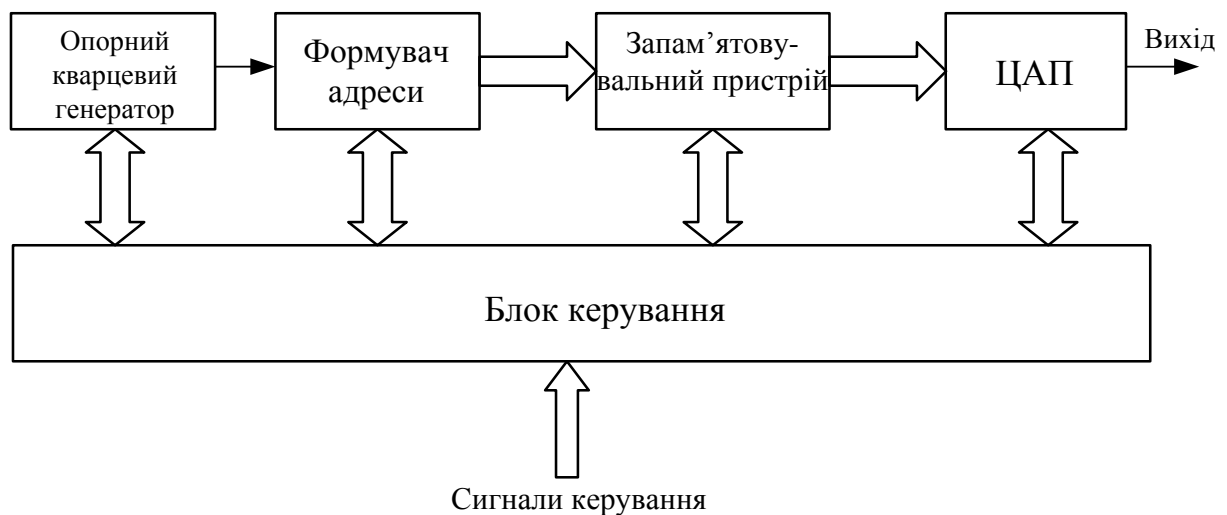 Опорний
кварцевий
генератор
Формувач
адреси
Запам’ятову-
вальний пристрій
ЦАП
Вихід
Блок керування
Сигнали керування